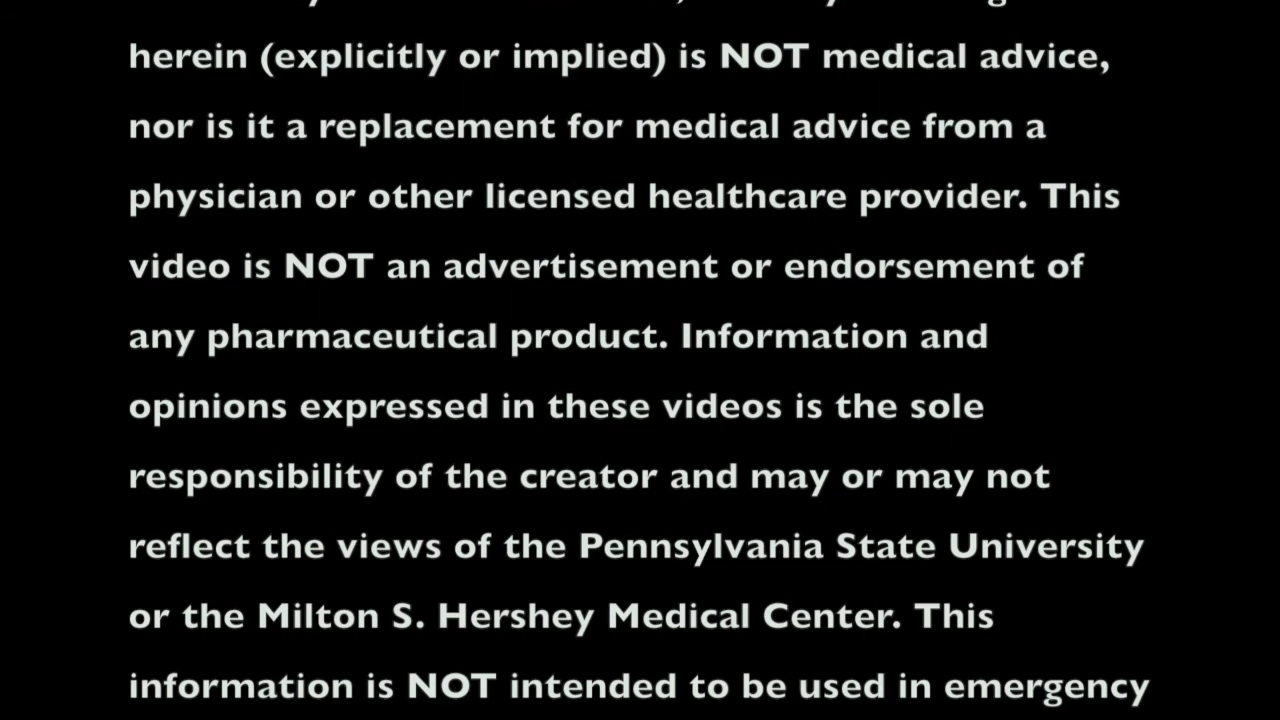 herein (explicitly or implied) is NOT medical advice,
nor is it a replacement for medical advice from a
physician or other licensed healthcare provider. This
video is NOT an advertisement or endorsement of
any pharmaceutical product. Information and
opinions expressed in these videos is the sole
responsibility of the creator and may or may not
reflect the views of the Pennsylvania State University
or the Milton S. Hershey Medical Center. This
information is NOT intended to be used in emergency